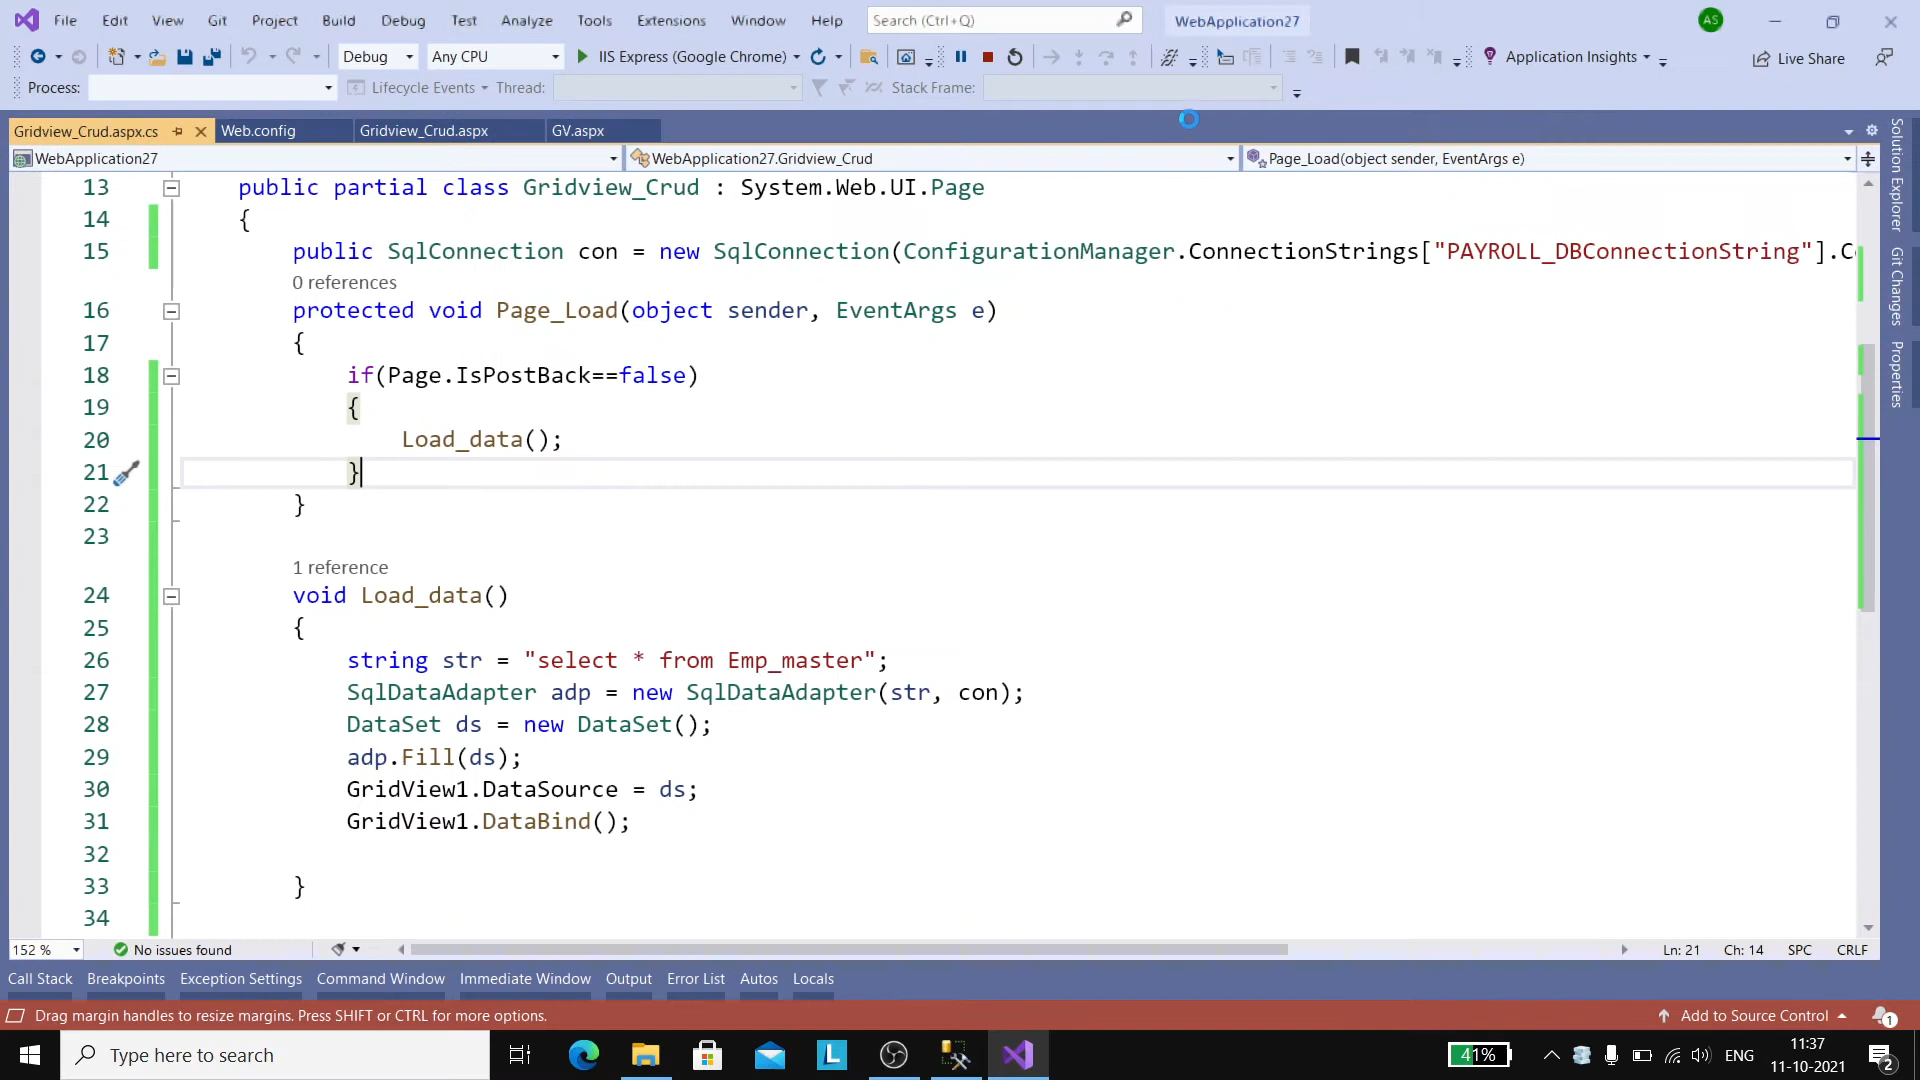 File Edit View Git Project Build Debug Test Analyze Tools Extensions Window Help Search (Ctrl+Q) WebApplication27 AS
Debug Any CPU IIS Express (Google Chrome) Application Insights Live Share
Process: Lifecycle Events Thread: Stack Frame:
Gridview_Crud.aspx.cs Web.config Gridview_Crud.aspx GV.aspx
WebApplication27 WebApplication27.Gridview_Crud Page_Load(object sender, EventArgs e)
13 public partial class Gridview_Crud : System.Web.UI.Page
14 {
15 public SqlConnection con = new SqlConnection(ConfigurationManager.ConnectionStrings["PAYROLL_DBConnectionString"].Co
0 references
16 protected void Page_Load(object sender, EventArgs e)
17 {
18 if(Page.IsPostBack==false)
19 {
20 Load_data();
21 }
22 }
23
1 reference
24 void Load_data()
25 {
26 string str = "select * from Emp_master";
27 SqlDataAdapter adp = new SqlDataAdapter(str, con);
28 DataSet ds = new DataSet();
29 adp.Fill(ds);
30 GridView1.DataSource = ds;
31 GridView1.DataBind();
32
33 }
34
Solution Explorer
Git Changes
Properties
152 % No issues found Ln: 21 Ch: 14 SPC CRLF
Call Stack Breakpoints Exception Settings Command Window Immediate Window Output Error List Autos Locals
Drag margin handles to resize margins. Press SHIFT or CTRL for more options. Add to Source Control 1
Type here to search L 41% ENG 11:37
11-10-2021 2